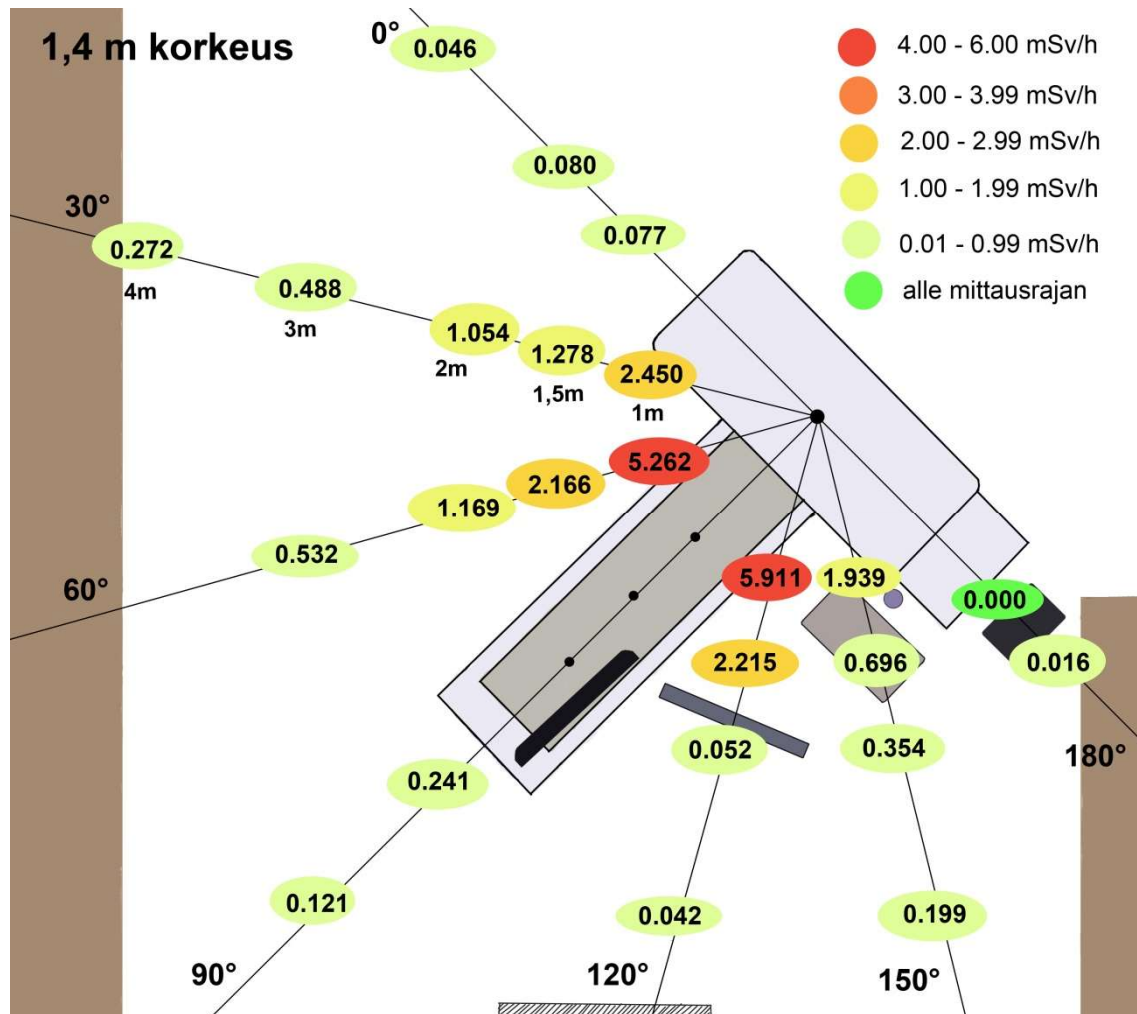 1,4 m korkeus
0°
0.046
4.00 - 6.00 mSv/h
3.00 - 3.99 mSv/h
2.00 - 2.99 mSv/h
1.00 - 1.99 mSv/h
0.01 - 0.99 mSv/h
alle mittausrajan
0.080
30°
0.077
0.272
4m
0.488
3m
1.054
2m
1.278
1,5m
2.450
1m
5.262
2.166
1.169
0.532
60°
5.911
1.939
0.000
2.215
0.696
0.016
0.052
0.354
180°
0.241
0.121
0.042
0.199
90°
120°
150°